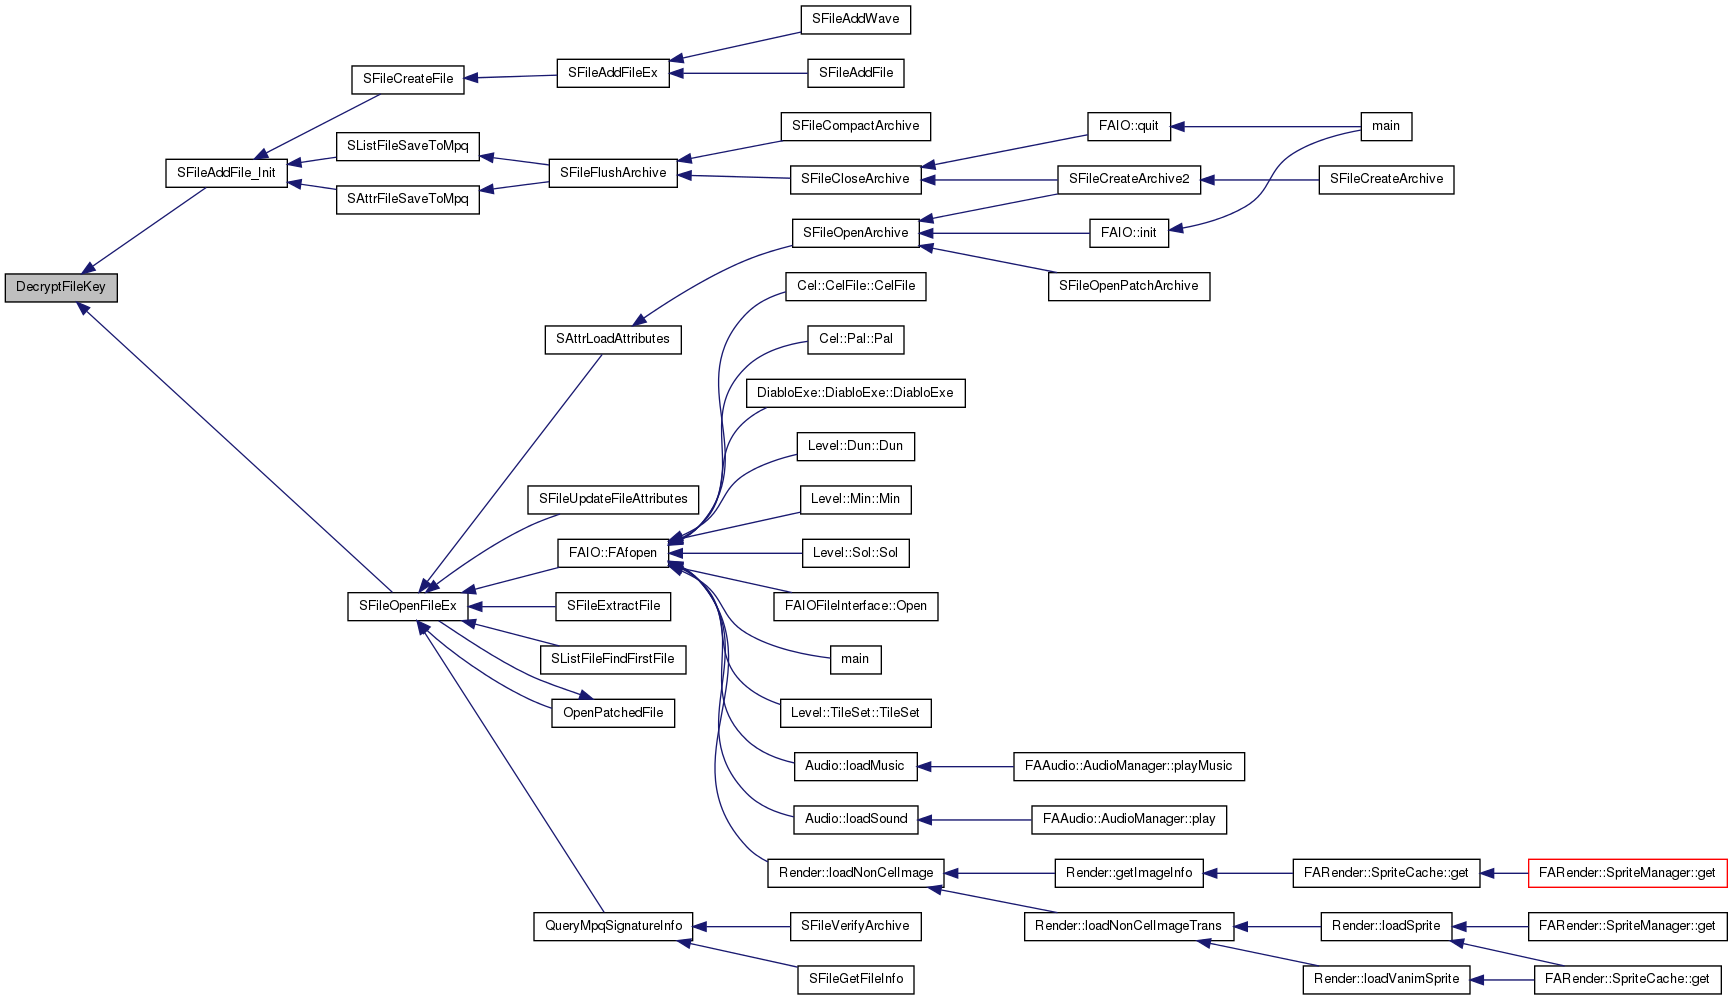 SFileAddWave
SFileCreateFile
SFileAddFileEx
SFileAddFile
SListFileSaveToMpq
SFileCompactArchive
FAIO::quit
main
SFileAddFile_Init
SFileFlushArchive
SFileCloseArchive
SFileCreateArchive2
SFileCreateArchive
SAttrFileSaveToMpq
SFileOpenArchive
FAIO::init
DecryptFileKey
Cel::CelFile::CelFile
SFileOpenPatchArchive
SAttrLoadAttributes
Cel::Pal::Pal
DiabloExe::DiabloExe::DiabloExe
Level::Dun::Dun
SFileUpdateFileAttributes
Level::Min::Min
FAIO::FAfopen
Level::Sol::Sol
SFileOpenFileEx
SFileExtractFile
FAIOFileInterface::Open
SListFileFindFirstFile
main
OpenPatchedFile
Level::TileSet::TileSet
Audio::loadMusic
FAAudio::AudioManager::playMusic
Audio::loadSound
FAAudio::AudioManager::play
Render::loadNonCelImage
Render::getImageInfo
FARender::SpriteCache::get
FARender::SpriteManager::get
QueryMpqSignatureInfo
SFileVerifyArchive
Render::loadNonCelImageTrans
Render::loadSprite
FARender::SpriteManager::get
SFileGetFileInfo
Render::loadVanimSprite
FARender::SpriteCache::get